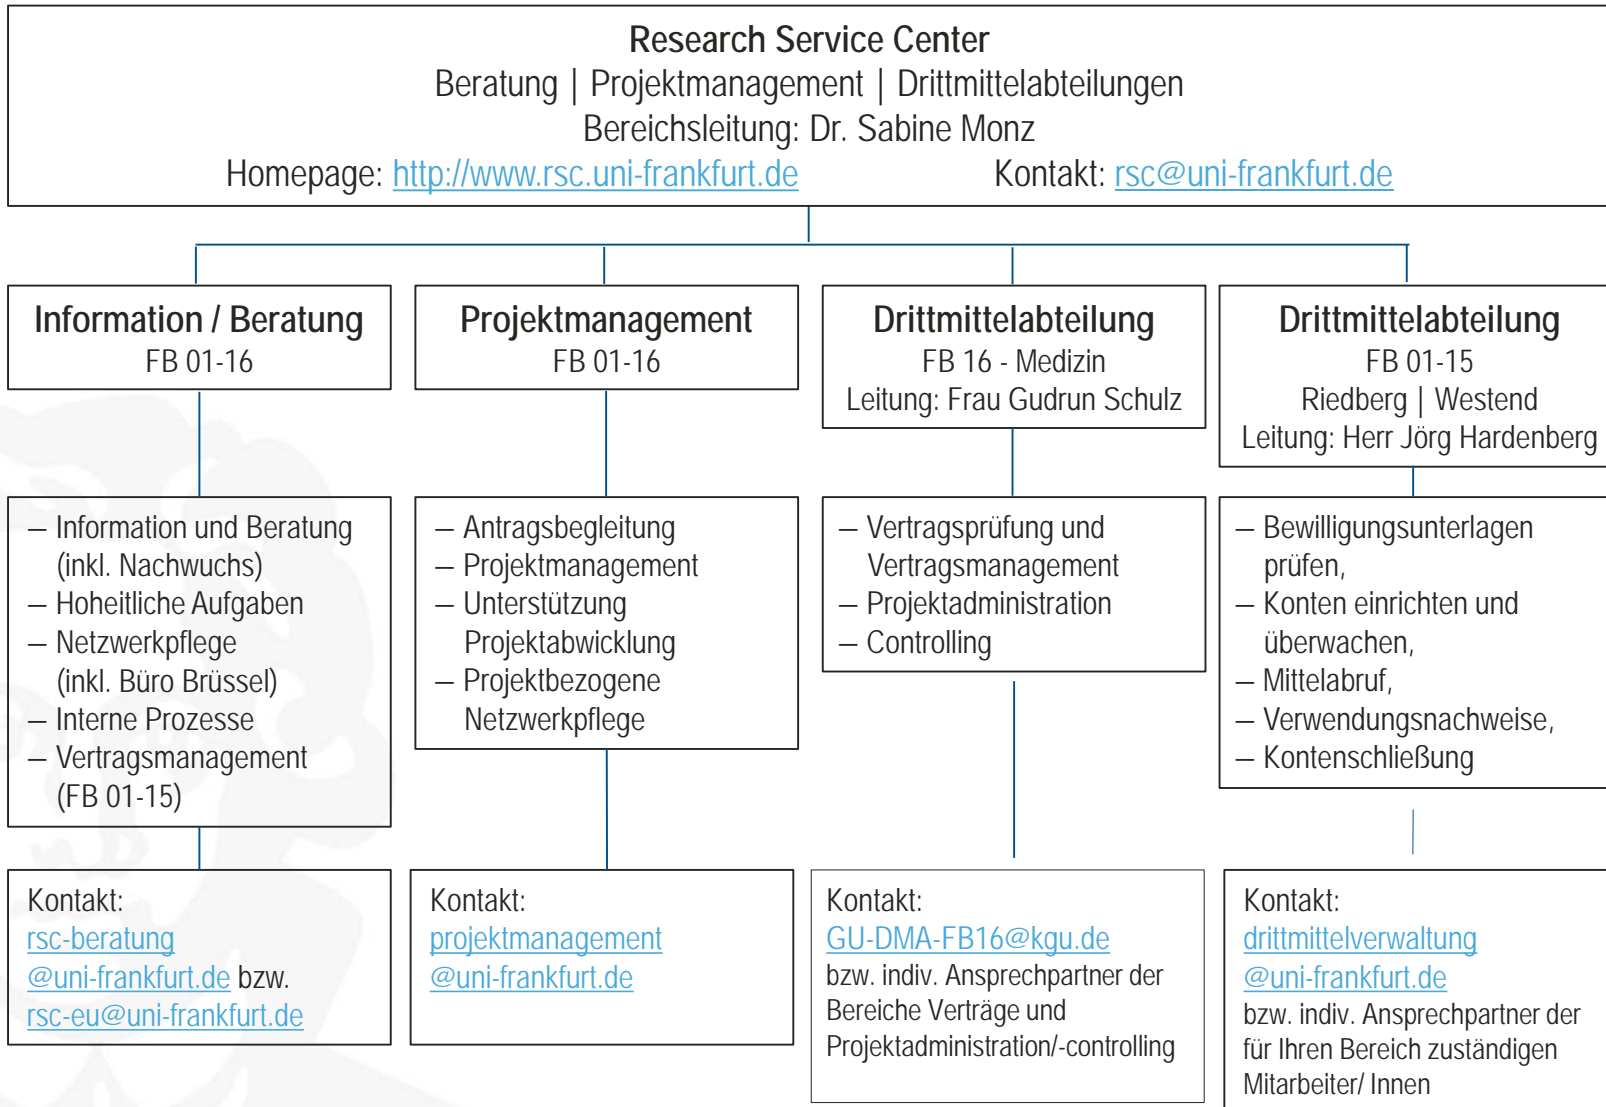 Research Service Center
Beratung | Projektmanagement | Drittmittelabteilungen
Bereichsleitung: Dr. Sabine Monz
Homepage: http://www.rsc.uni-frankfurt.de Kontakt: rsc@uni-frankfurt.de
Information / Beratung
FB 01-16
– Information und Beratung
(inkl. Nachwuchs)
– Hoheitliche Aufgaben
– Netzwerkpflege
(inkl. Büro Brüssel)
– Interne Prozesse
– Vertragsmanagement
(FB 01-15)
Kontakt:
rsc-beratung
@uni-frankfurt.de bzw.
rsc-eu@uni-frankfurt.de
Projektmanagement
FB 01-16
– Antragsbegleitung
– Projektmanagement
– Unterstützung
Projektabwicklung
– Projektbezogene
Netzwerkpflege
Kontakt:
projektmanagement
@uni-frankfurt.de
Drittmittelabteilung
FB 16 - Medizin
Leitung: Frau Gudrun Schulz
– Vertragsprüfung und
Vertragsmanagement
– Projektadministration
– Controlling
Kontakt:
GU-DMA-FB16@kgu.de
bzw. indiv. Ansprechpartner der
Bereiche Verträge und
Projektadministration/-controlling
Drittmittelabteilung
FB 01-15
Riedberg | Westend
Leitung: Herr Jörg Hardenberg
– Bewilligungsunterlagen
prüfen,
– Konten einrichten und
überwachen,
– Mittelabruf,
– Verwendungsnachweise,
– Kontenschließung
Kontakt:
drittmittelverwaltung
@uni-frankfurt.de
bzw. indiv. Ansprechpartner der
für Ihren Bereich zuständigen
Mitarbeiter/ Innen